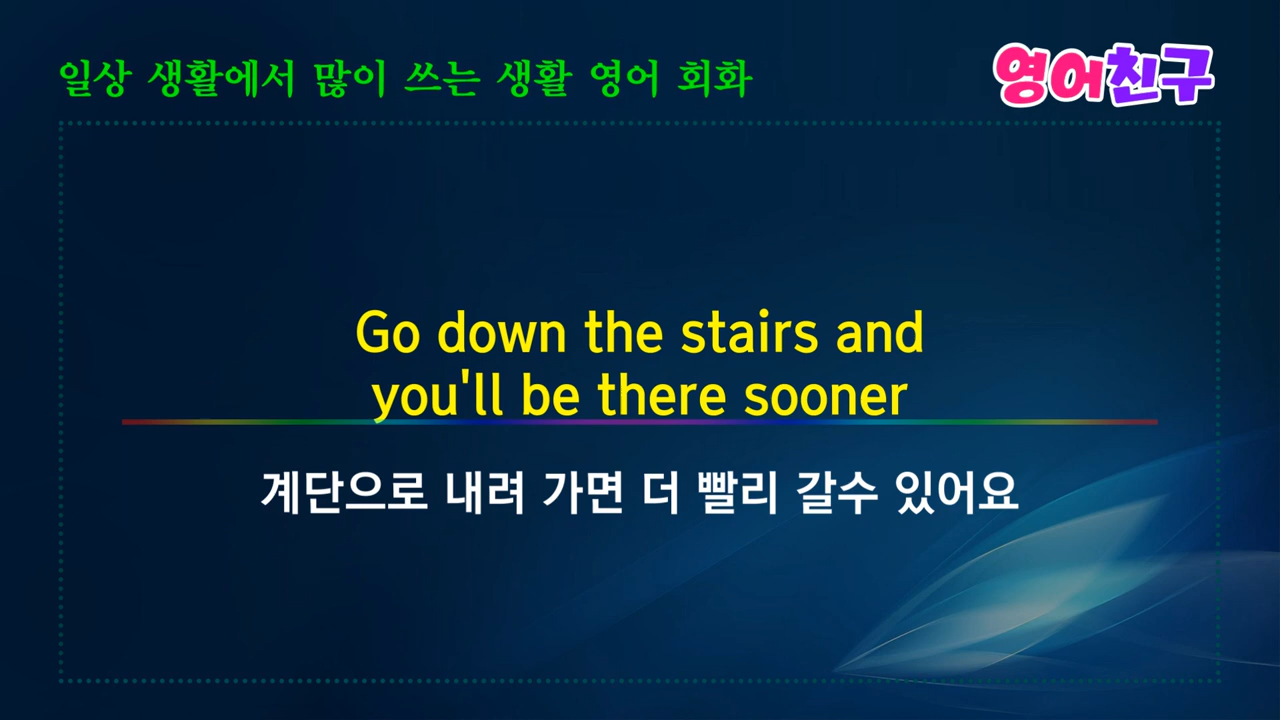 일상 생활에서 많이 쓰는 생활 영어 회화
영어친구
Go down the stairs and
you'll be there sooner
계단으로 내려 가면 더 빨리 갈수 있어요